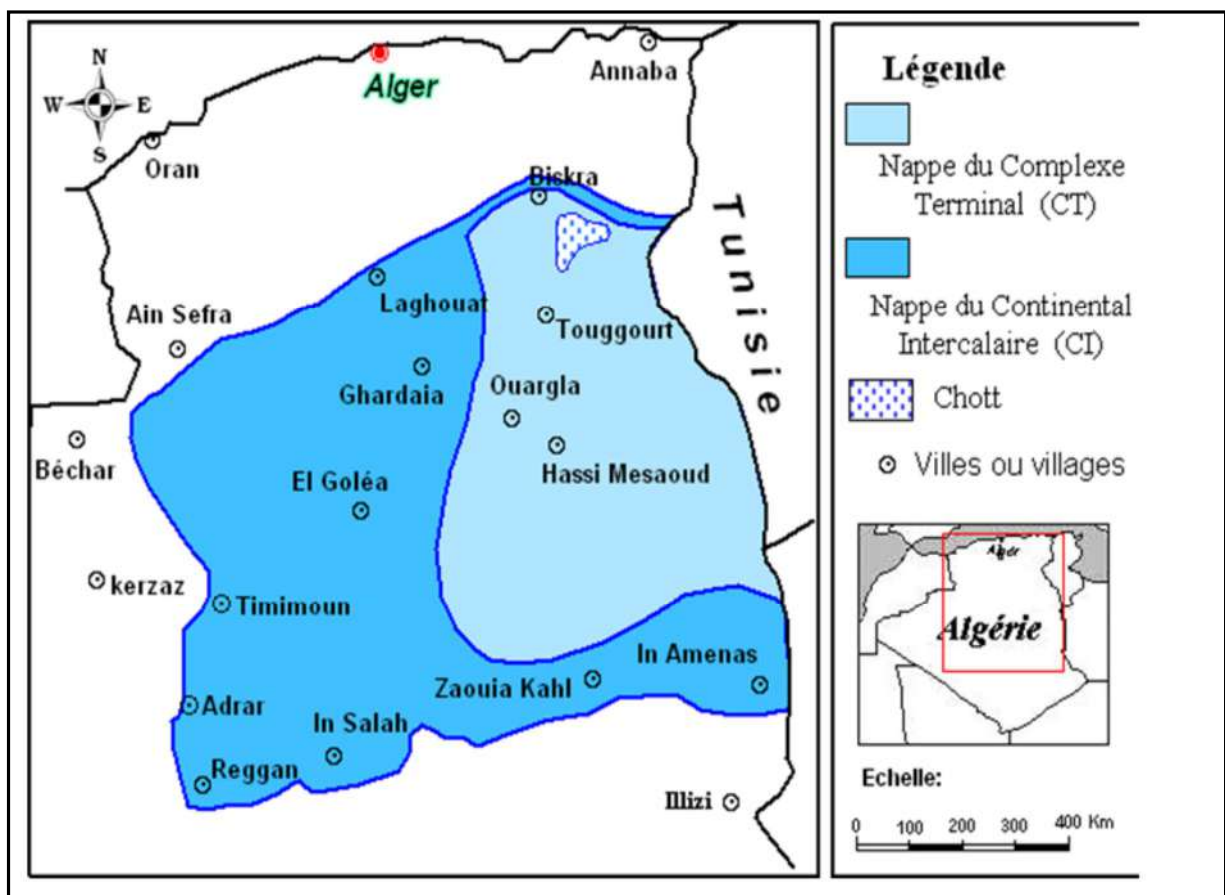 N
W
E
S
Alger
Annaba
Oran
Biskra
Tunisie
Laghouat
Ain Sefra
Touggourt
Ghardaia
Ouargla
Béchar
Hassi Mesaoud
El Goléa
kerzaz
Timimoun
In Amenas
Zaouia Kahl
Adrar
In Salah
Reggan
Illizi
Légende
Nappe du Complexe
Terminal (CT)
Nappe du Continental
Intercalaire (CI)
Chott
Villes ou villages
Alger
Algérie
Echelle:
0 100 200 300 400 Km